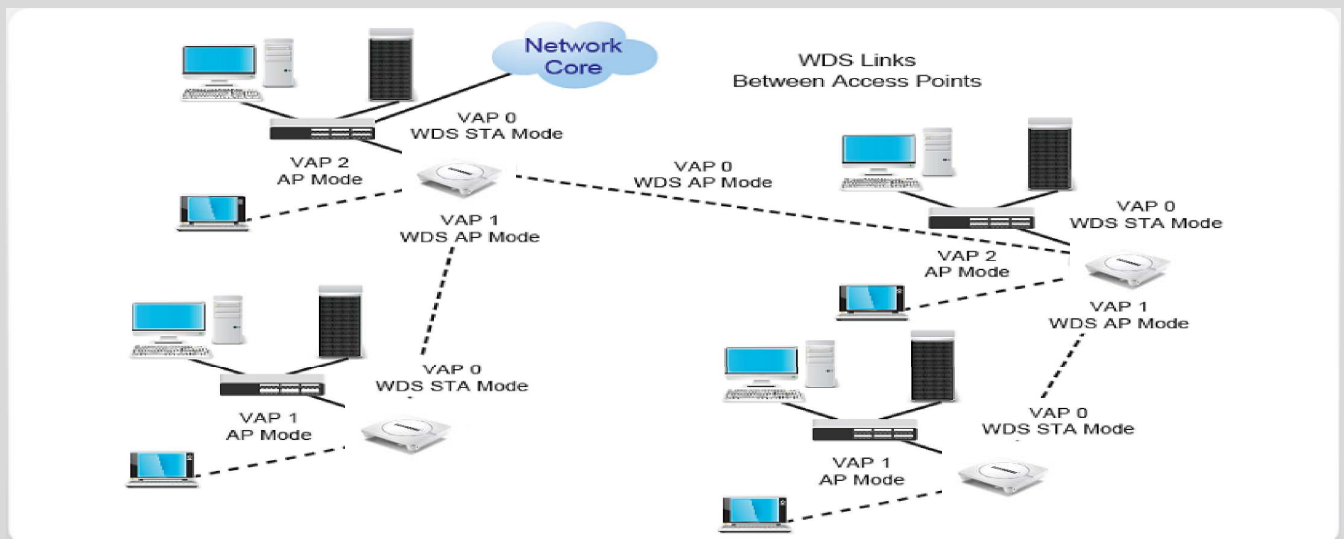 Network
Core
WDS Links
Between Access Points
VAP 0
WDS STA Mode
VAP 2
AP Mode
VAP 0
WDS AP Mode
VAP 1
WDS AP Mode
VAP 0
WDS STA Mode
VAP 2
AP Mode
VAP 1
WDS AP Mode
VAP 0
WDS STA Mode
VAP 1
AP Mode
VAP 0
WDS STA Mode
VAP 1
AP Mode